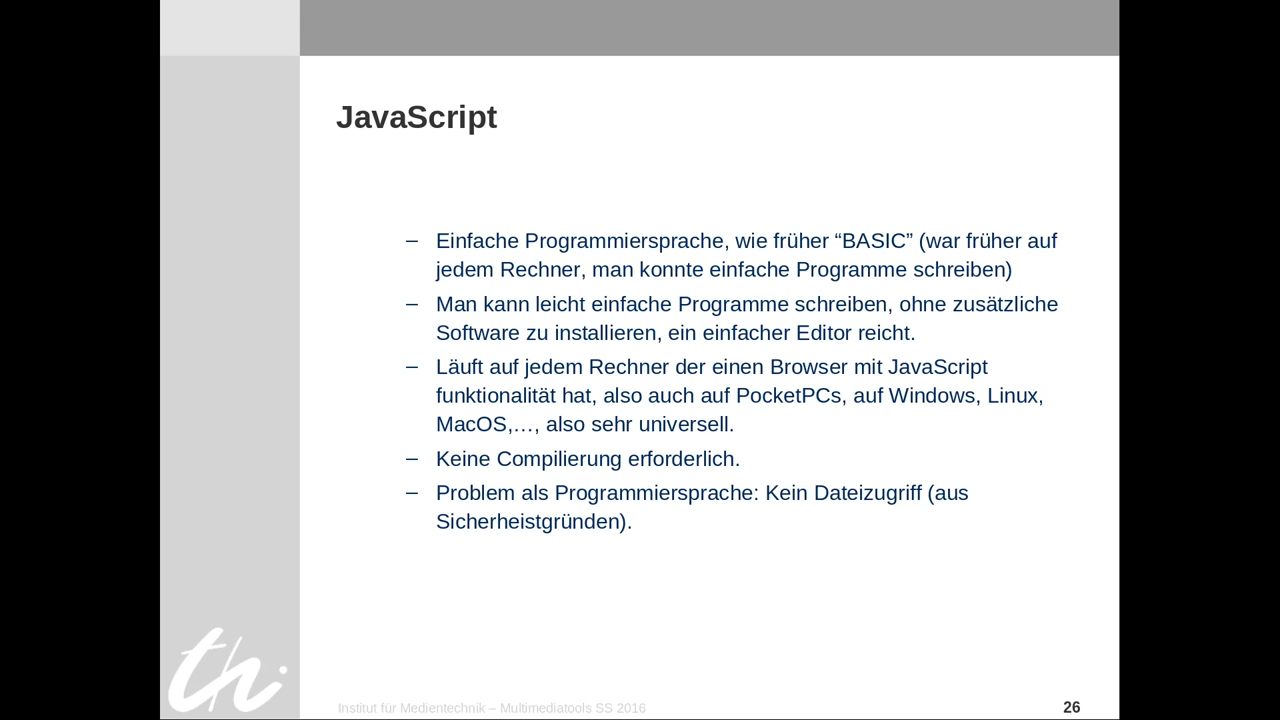 JavaScript
– Einfache Programmiersprache, wie früher “BASIC” (war früher auf
jedem Rechner, man konnte einfache Programme schreiben)
– Man kann leicht einfache Programme schreiben, ohne zusätzliche
Software zu installieren, ein einfacher Editor reicht.
– Läuft auf jedem Rechner der einen Browser mit JavaScript
funktionalität hat, also auch auf PocketPCs, auf Windows, Linux,
MacOS,…, also sehr universell.
– Keine Compilierung erforderlich.
– Problem als Programmiersprache: Kein Dateizugriff (aus
Sicherheistgründen).
th
Institut für Medientechnik – Multimediatools SS 2016
26